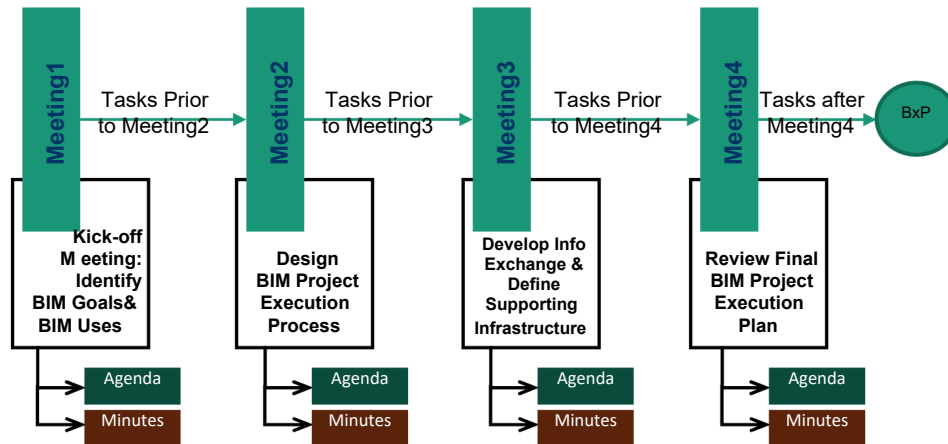 Meeting1
Tasks Prior
to Meeting2
Meeting2
Tasks Prior
to Meeting3
Meeting3
Tasks Prior
to Meeting4
Meeting4
Tasks after
Meeting4
BxP
Kick-off
M eeting:
Identify
BIM Goals&
BIM Uses
Design
BIM Project
Execution
Process
Develop Info
Exchange &
Define
Supporting
Infrastructure
Review Final
BIM Project
Execution
Plan
Agenda
Minutes
Agenda
Minutes
Agenda
Minutes
Agenda
Minutes